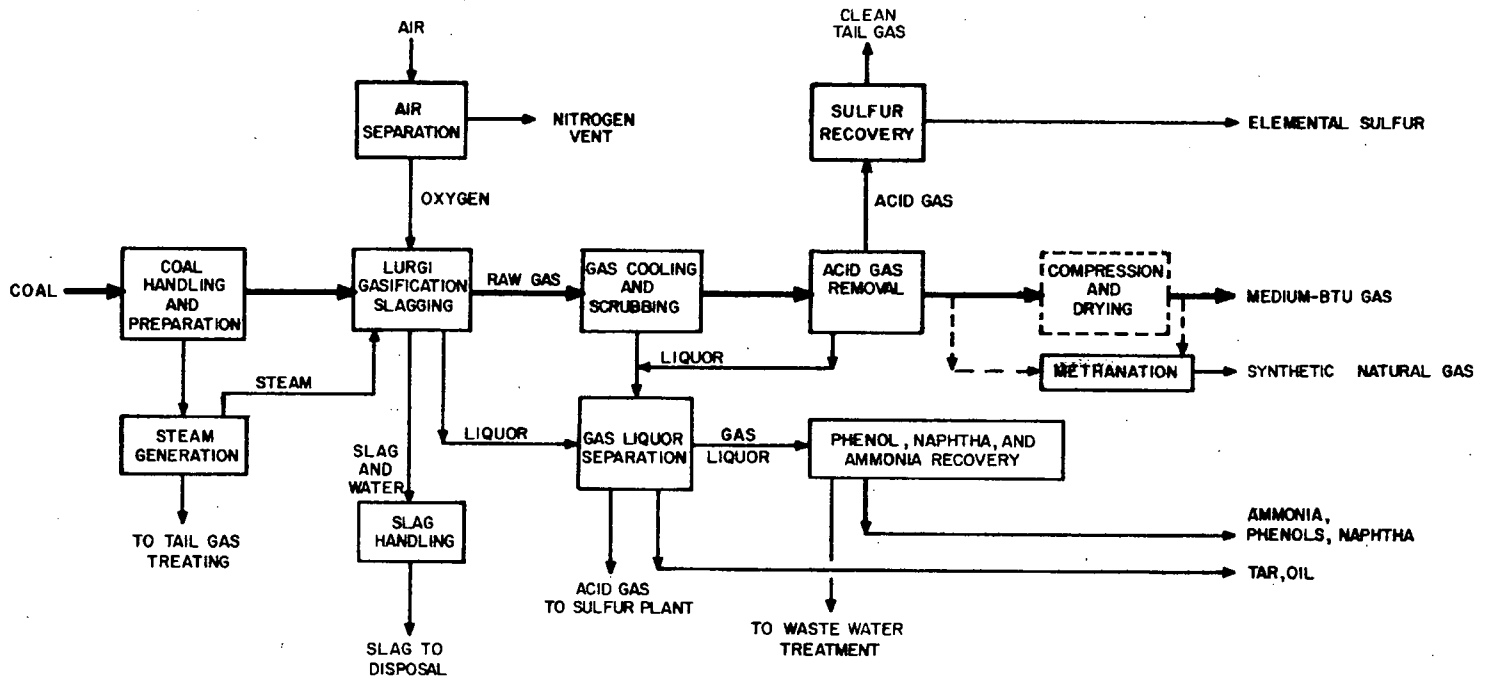 AIR
CLEAN
TAIL GAS
AIR
SEPARATION
NITROGEN
VENT
SULFUR
RECOVERY
ELEMENTAL SULFUR
OXYGEN
ACID GAS
COAL
COAL
HANDLING
AND
PREPARATION
LURGI
GASIFICATION
SLAGGING
RAW GAS
GAS COOLING
AND
SCRUBBING
ACID GAS
REMOVAL
COMPRESSION
AND
DRYING
MEDIUM-BTU GAS
LIQUOR
METHANATION
SYNTHETIC NATURAL GAS
STEAM
STEAM
GENERATION
LIQUOR
GAS LIQUOR
SEPARATION
GAS
LIQUOR
PHENOL, NAPHTHA, AND
AMMONIA RECOVERY
SLAG
AND
WATER
SLAG
HANDLING
TO TAIL GAS
TREATING
AMMONIA,
PHENOLS, NAPHTHA
TAR, OIL
ACID GAS
TO SULFUR PLANT
TO WASTE WATER
TREATMENT
SLAG TO
DISPOSAL